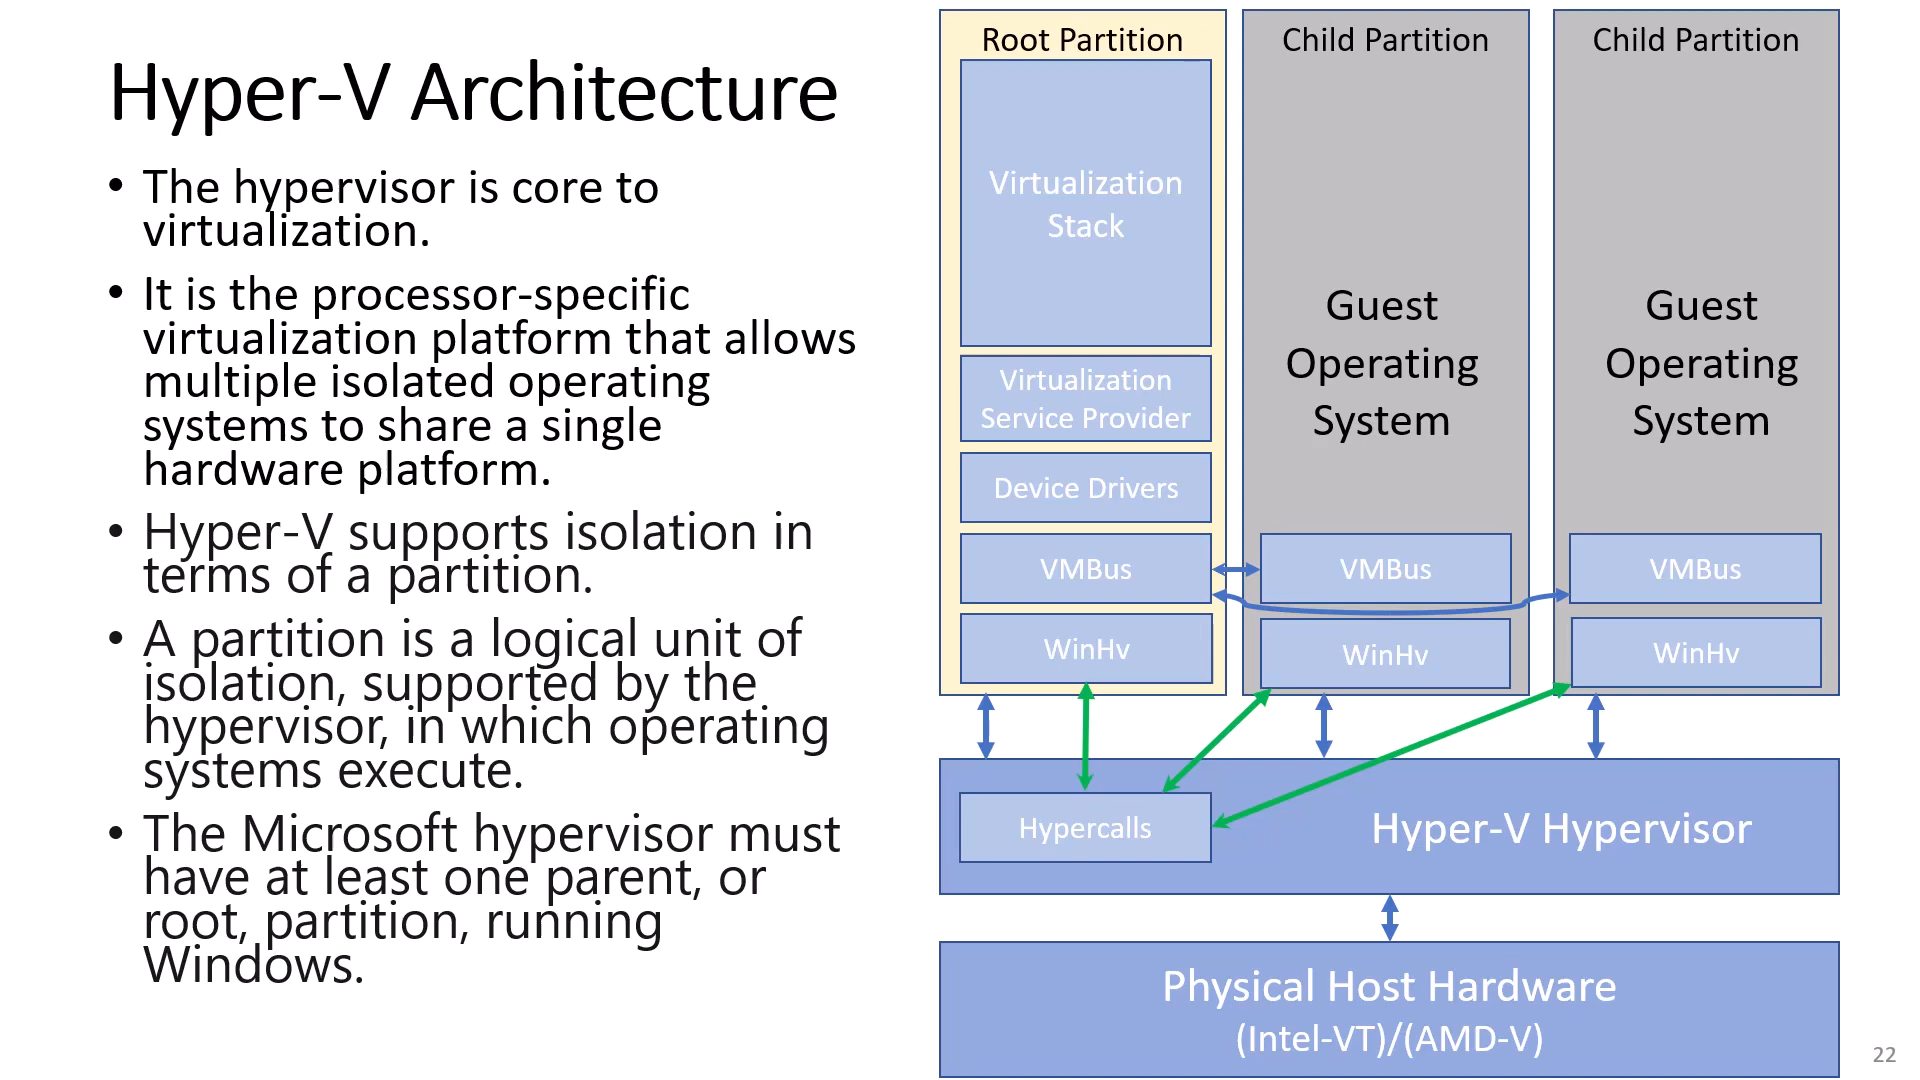 Hyper-V Architecture
• The hypervisor is core to
virtualization.
• It is the processor-specific
virtualization platform that allows
multiple isolated operating
systems to share a single
hardware platform.
• Hyper-V supports isolation in
terms of a partition.
• A partition is a logical unit of
isolation, supported by the
hypervisor, in which operating
systems execute.
• The Microsoft hypervisor must
have at least one parent, or
root, partition, running
Windows.
Root Partition
Virtualization
Stack
Virtualization
Service Provider
Device Drivers
VMBus
WinHv
Child Partition
Guest
Operating
System
VMBus
WinHv
Child Partition
Guest
Operating
System
VMBus
WinHv
Hypercalls
Hyper-V Hypervisor
Physical Host Hardware
(Intel-VT)/(AMD-V)
22